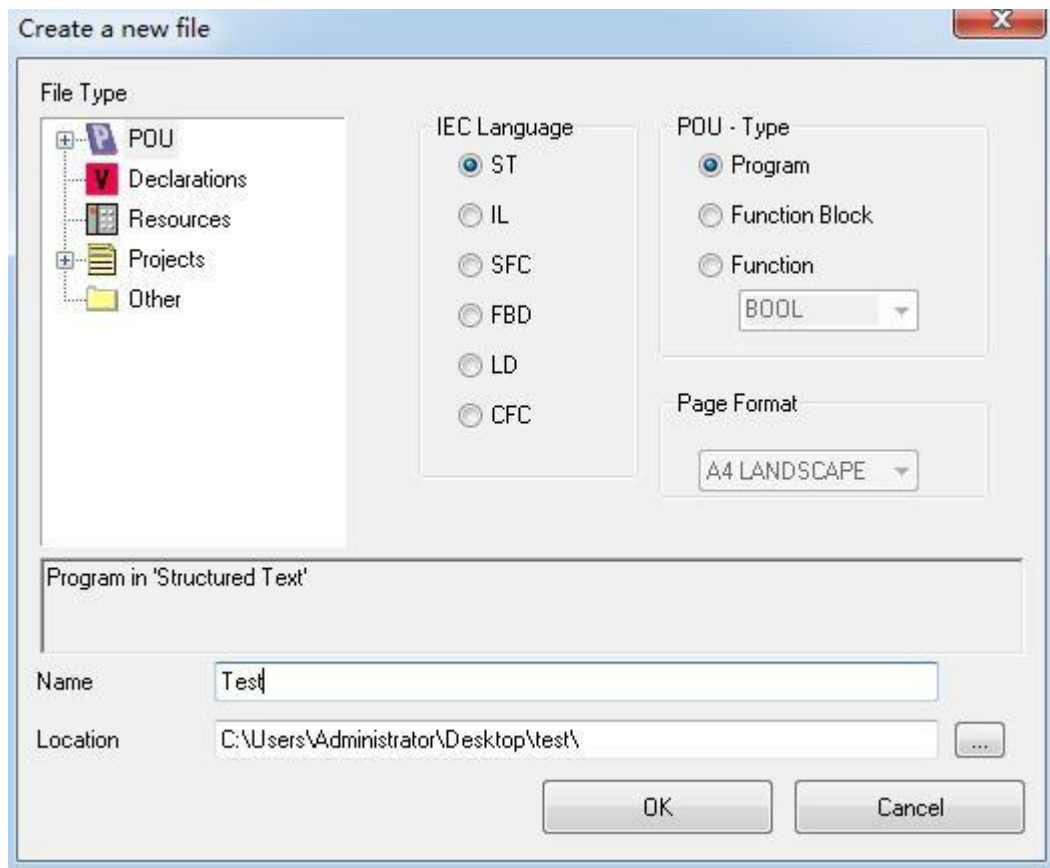 Create a new file
File Type
POU
Declarations
Resources
Projects
Other
IEC Language
ST
IL
SFC
FBD
LD
CFC
POU - Type
Program
Function Block
Function
BOOL
Page Format
A4 LANDSCAPE
Program in 'Structured Text'
Name
Test
Location
C:\Users\Administrator\Desktop\test\
...
OK
Cancel